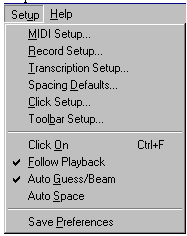 Setup Help
MIDI Setup...
Record Setup...
Transcription Setup...
Spacing Defaults...
Click Setup...
Toolbar Setup...
Click On Ctrl+F
Follow Playback
Auto Guess/Beam
Auto Space
Save Preferences